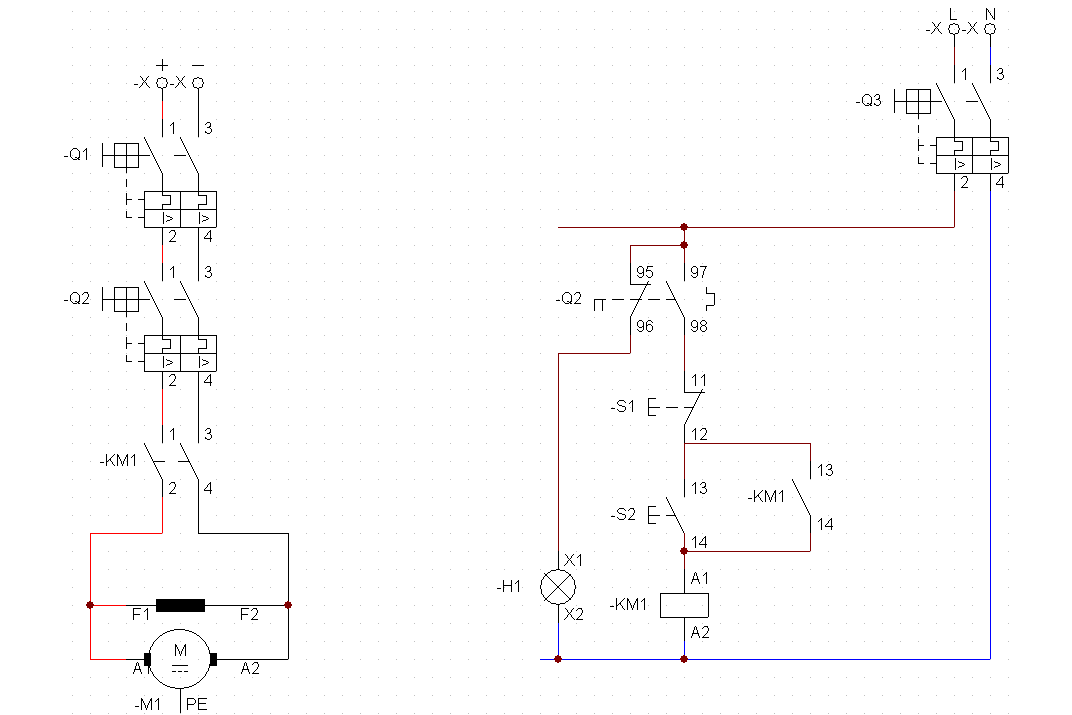 + −
-X -X
1 3
-Q1
I> I>
2 4
1 3
-Q2
I> I>
2 4
1 3
-KM1
2 4
F1 F2
M
A1 A2
-M1 PE
L N
-X -X
1 3
-Q3
I> I>
2 4
95 97
-Q2
96 98
11
-S1
12
13 13
-S2 -KM1
14 14
X1 A1
-H1 -KM1
X2 A2